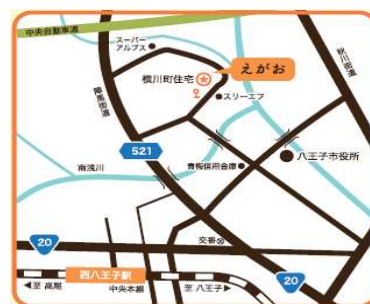 中央自動車道
スーパー
アルプス
えがお
横川町住宅
スリーエフ
秋川街道
陣馬街道
521
南浅川
青梅信用金庫
八王子市役所
交番
20
西八王子駅
20
至 高尾
中央本線
至 八王子